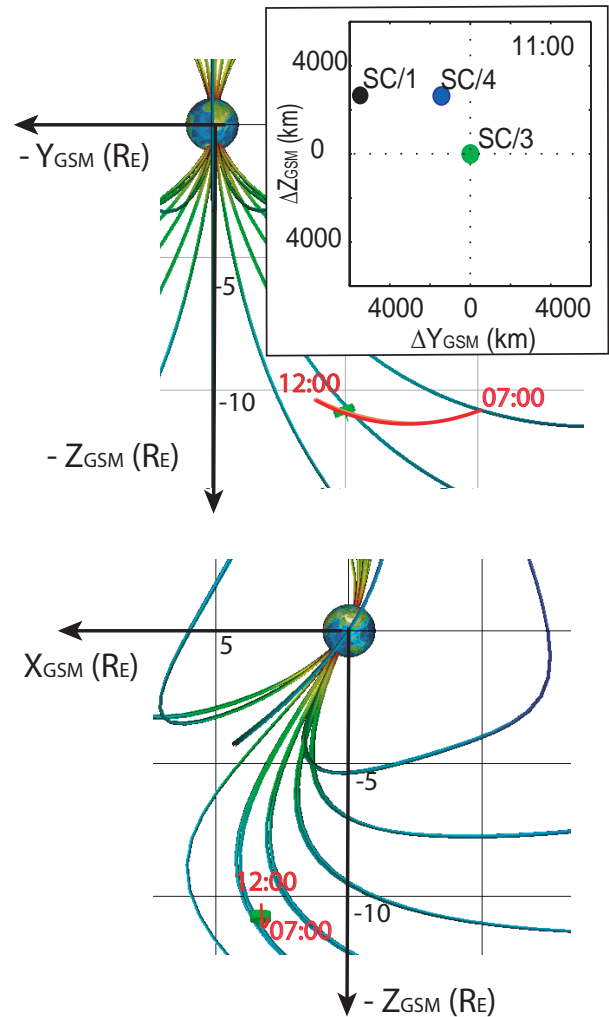 4000
11:00
SC/1
SC/4
SC/3
0
4000
ΔZGSM (km)
4000 0 4000
ΔYGSM (km)
- YGSM (RE)
-5
12:00
07:00
-10
- ZGSM (RE)
5
XGSM (RE)
-5
12:00
-10
07:00
- ZGSM (RE)